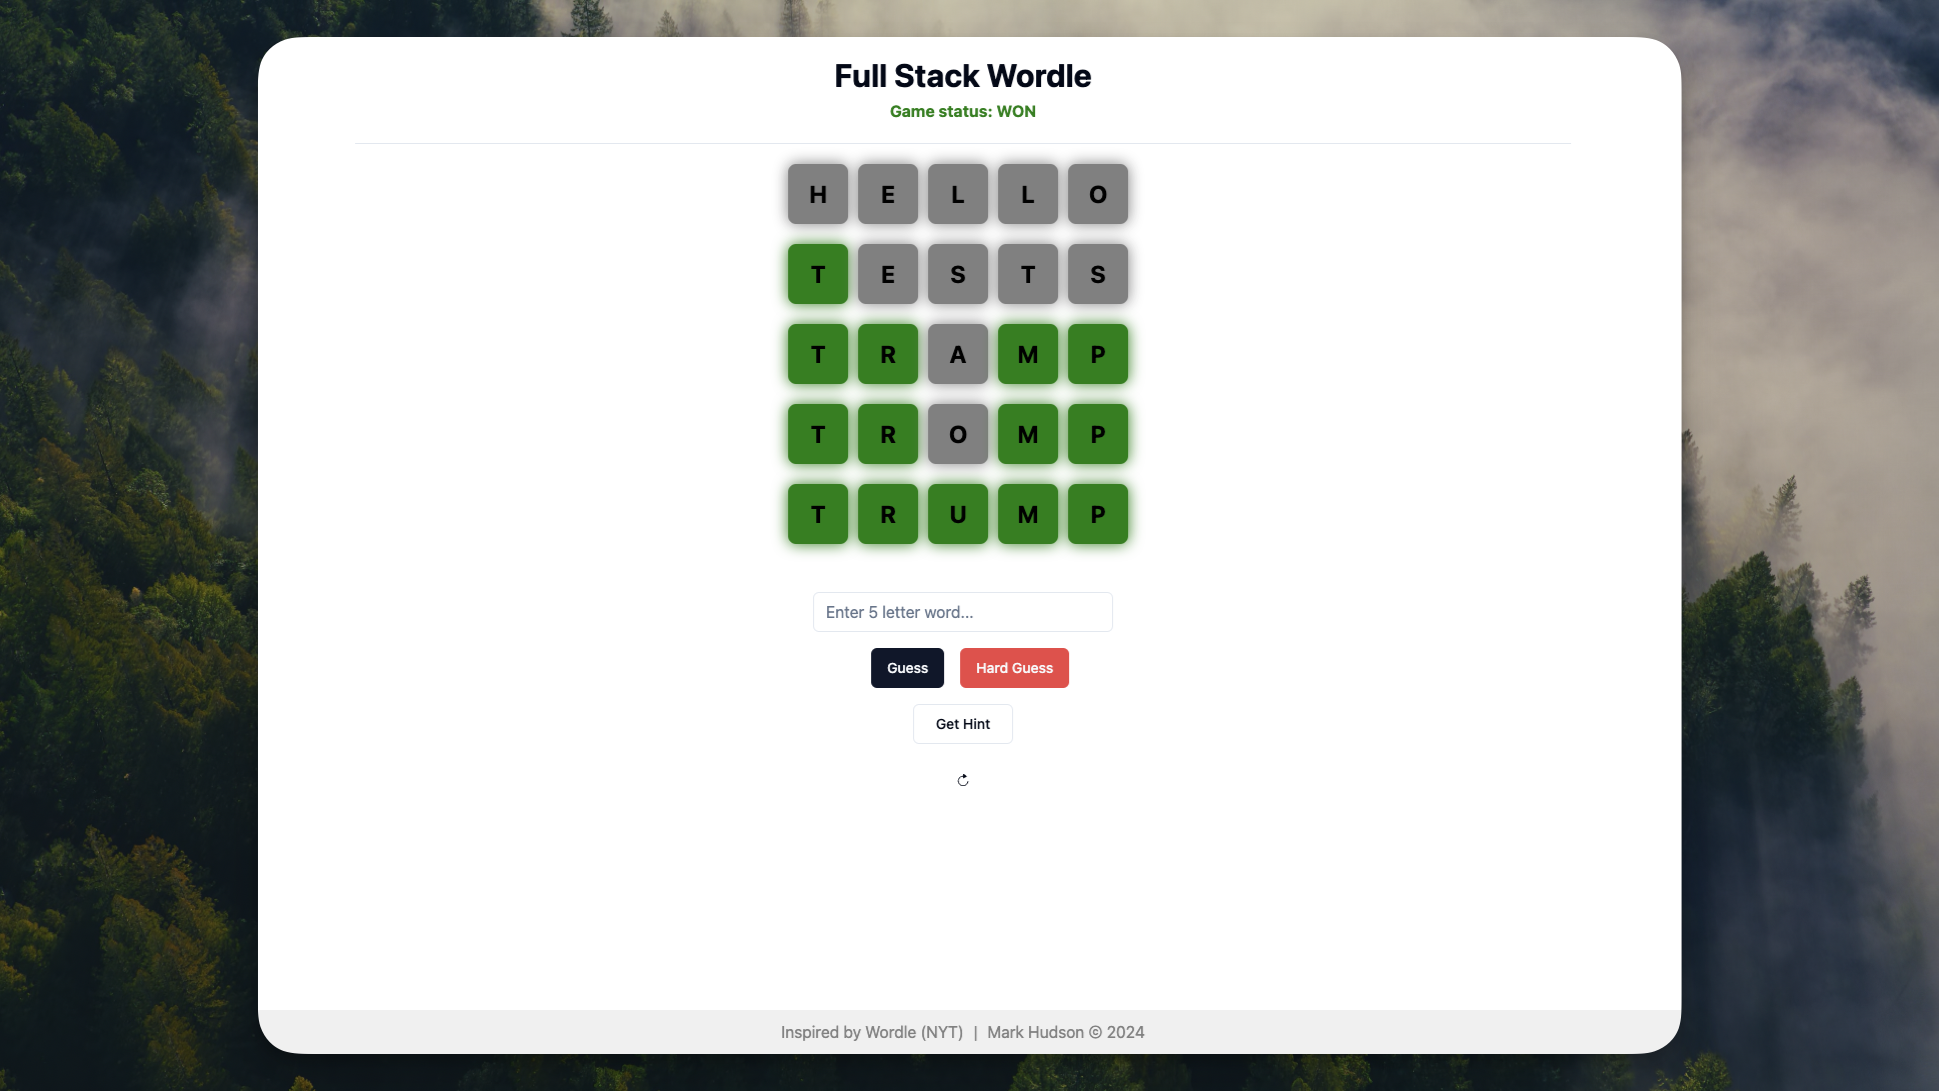 Full Stack Wordle
Game status: WON
H E L L O
T E S T S
T R A M P
T R O M P
T R U M P
Enter 5 letter word...
Guess Hard Guess
Get Hint
Inspired by Wordle (NYT) | Mark Hudson © 2024